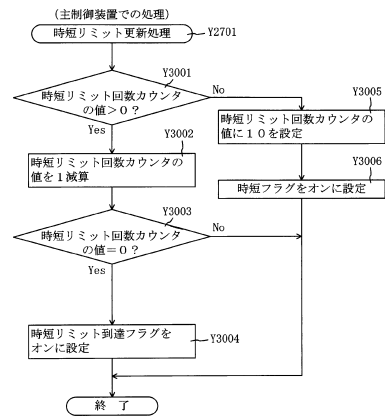 (主制御装置での処理)
時短リミット更新処理
Y2701
Y3001
時短リミット回数カウンタ
の値>0?
No
Yes
Y3005
時短リミット回数カウンタの
値に10を設定
Y3002
時短リミット回数カウンタの
値を1減算
Y3006
時短フラグをオンに設定
Y3003
時短リミット回数カウンタ
の値=0?
No
Yes
時短リミット到達フラグを
オンに設定
Y3004
終 了